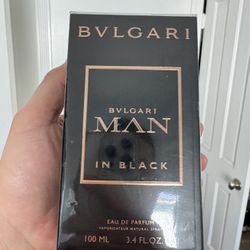 BVLGARI
BVLGARI
MAN
IN BLACK
EAU DE PARFUM
VAPORISATEUR NATURAL SPRAY
100 ML 3.4 FL.OZ.